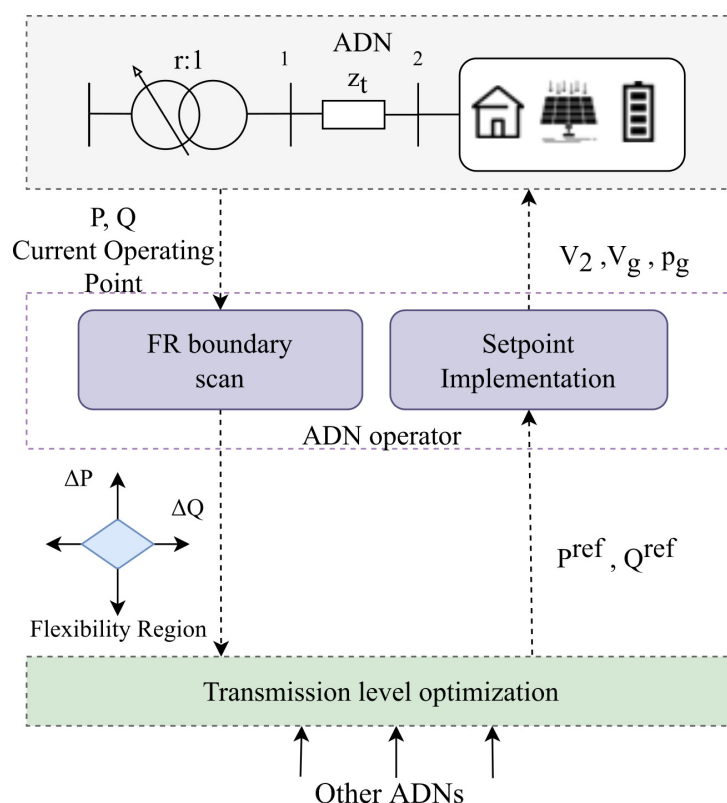 ADN
r:1
1
2
z_t
P, Q
Current Operating
Point
V_2 ,V_g , p_g
FR boundary
scan
Setpoint
Implementation
ADN operator
ΔP
ΔQ
P^ref , Q^ref
Flexibility Region
Transmission level optimization
Other ADNs